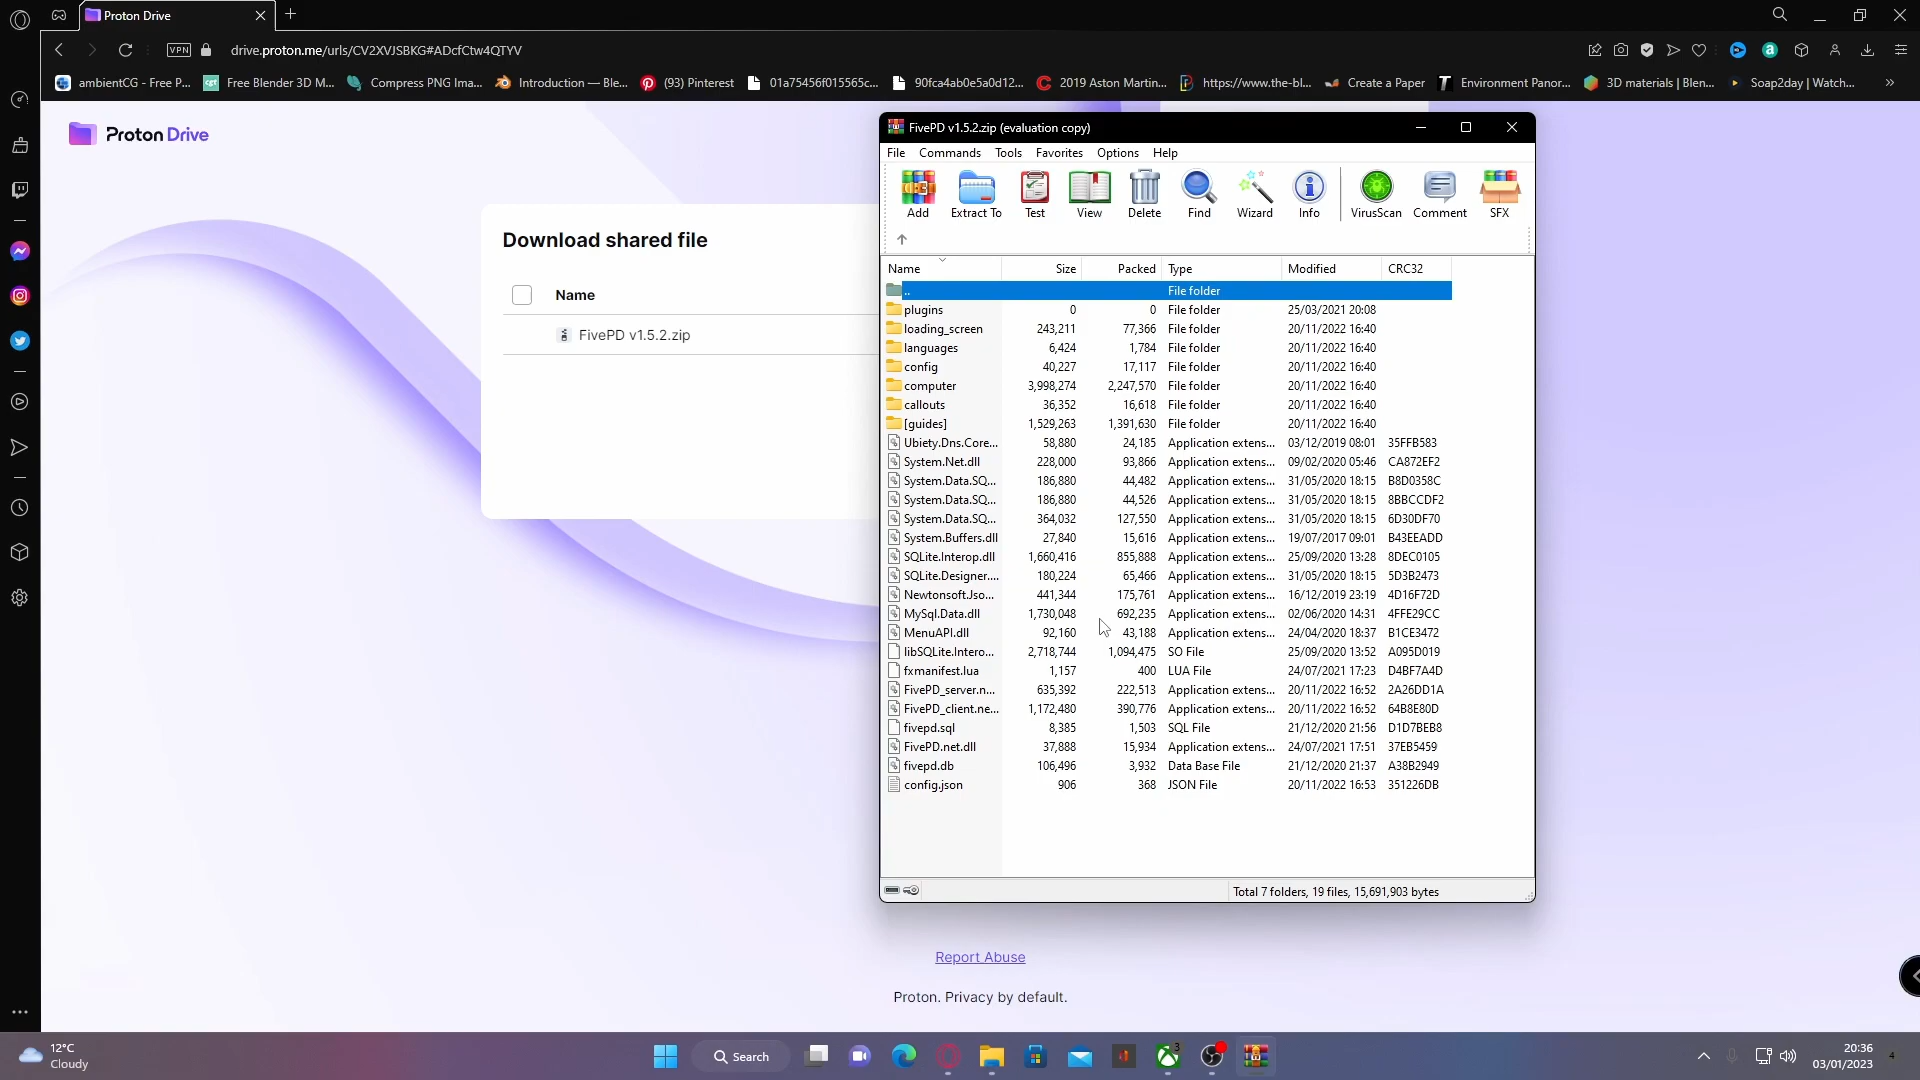 Proton Drive
drive.proton.me/urls/CV2XVJSBKG#ADcfCtw4QTYV
VPN
ambientCG - Free P... Free Blender 3D M... Compress PNG Ima... Introduction — Ble... (93) Pinterest 01a75456f015565c... 90fca4ab0e5a0d12... 2019 Aston Martin... https://www.the-bl... Create a Paper Environment Panor... 3D materials | Blen... Soap2day | Watch...
Proton Drive
Download shared file
Name
FivePD v1.5.2.zip
FivePD v1.5.2.zip (evaluation copy)
File Commands Tools Favorites Options Help
Add Extract To Test View Delete Find Wizard Info VirusScan Comment SFX
Name Size Packed Type Modified CRC32
.. File folder
plugins 0 0 File folder 25/03/2021 20:08
loading_screen 243,211 77,366 File folder 20/11/2022 16:40
languages 6,424 1,784 File folder 20/11/2022 16:40
config 40,227 17,117 File folder 20/11/2022 16:40
computer 3,998,274 2,247,570 File folder 20/11/2022 16:40
callouts 36,352 16,618 File folder 20/11/2022 16:40
[guides] 1,529,263 1,391,630 File folder 20/11/2022 16:40
Ubiety.Dns.Core... 58,880 24,185 Application extens... 03/12/2019 08:01 35FFB583
System.Net.dll 228,000 93,866 Application extens... 09/02/2020 05:46 CA872EF2
System.Data.SQ... 186,880 44,482 Application extens... 31/05/2020 18:15 B8D0358C
System.Data.SQ... 186,880 44,526 Application extens... 31/05/2020 18:15 8BBCCDF2
System.Data.SQ... 364,032 127,550 Application extens... 31/05/2020 18:15 6D30DF70
System.Buffers.dll 27,840 15,616 Application extens... 19/07/2017 09:01 B43EEADD
SQLite.Interop.dll 1,660,416 855,888 Application extens... 25/09/2020 13:28 8DEC0105
SQLite.Designer.... 180,224 65,466 Application extens... 31/05/2020 18:15 5D3B2473
Newtonsoft.Jso... 441,344 175,761 Application extens... 16/12/2019 23:19 4D16F72D
MySql.Data.dll 1,730,048 692,235 Application extens... 02/06/2020 14:31 4FFE29CC
MenuAPI.dll 92,160 43,188 Application extens... 24/04/2020 18:37 B1CE3472
libSQLite.Intero... 2,718,744 1,094,475 SO File 25/09/2020 13:52 A095D019
fxmanifest.lua 1,157 400 LUA File 24/07/2021 17:23 D4BF7A4D
FivePD_server.n... 635,392 222,513 Application extens... 20/11/2022 16:52 2A26DD1A
FivePD_client.ne... 1,172,480 390,776 Application extens... 20/11/2022 16:52 64B8E80D
fivepd.sql 8,385 1,503 SQL File 21/12/2020 21:56 D1D7BEB8
FivePD.net.dll 37,888 15,934 Application extens... 24/07/2021 17:51 37EB5459
fivepd.db 106,496 3,932 Data Base File 21/12/2020 21:37 A38B2949
config.json 906 368 JSON File 20/11/2022 16:53 351226DB
Total 7 folders, 19 files, 15,691,903 bytes
Report Abuse
Proton. Privacy by default.
12°C
Cloudy
Search
3
20:36
03/01/2023
4